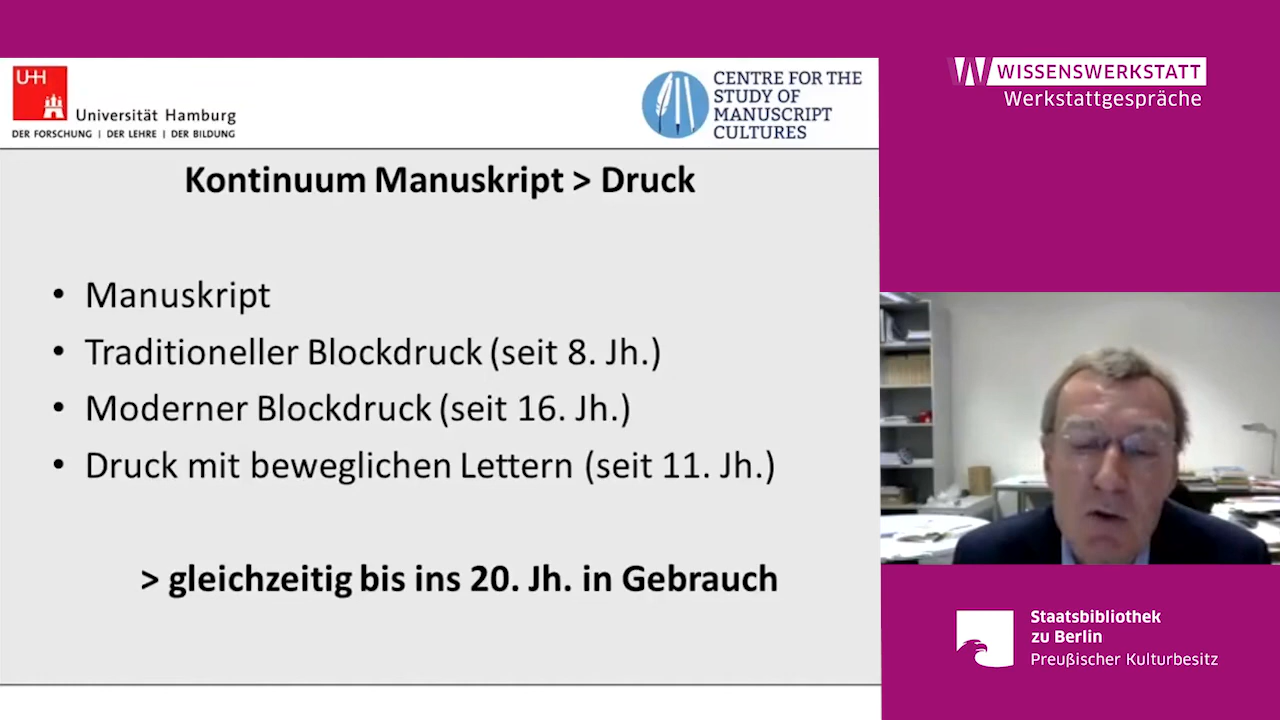 UHH
Universität Hamburg
DER FORSCHUNG | DER LEHRE | DER BILDUNG
CENTRE FOR THE
STUDY OF
MANUSCRIPT
CULTURES
Kontinuum Manuskript > Druck
• Manuskript
• Traditioneller Blockdruck (seit 8. Jh.)
• Moderner Blockdruck (seit 16. Jh.)
• Druck mit beweglichen Lettern (seit 11. Jh.)
> gleichzeitig bis ins 20. Jh. in Gebrauch
W WISSENSWERKSTATT
Werkstattgespräche
Staatsbibliothek
zu Berlin
Preußischer Kulturbesitz